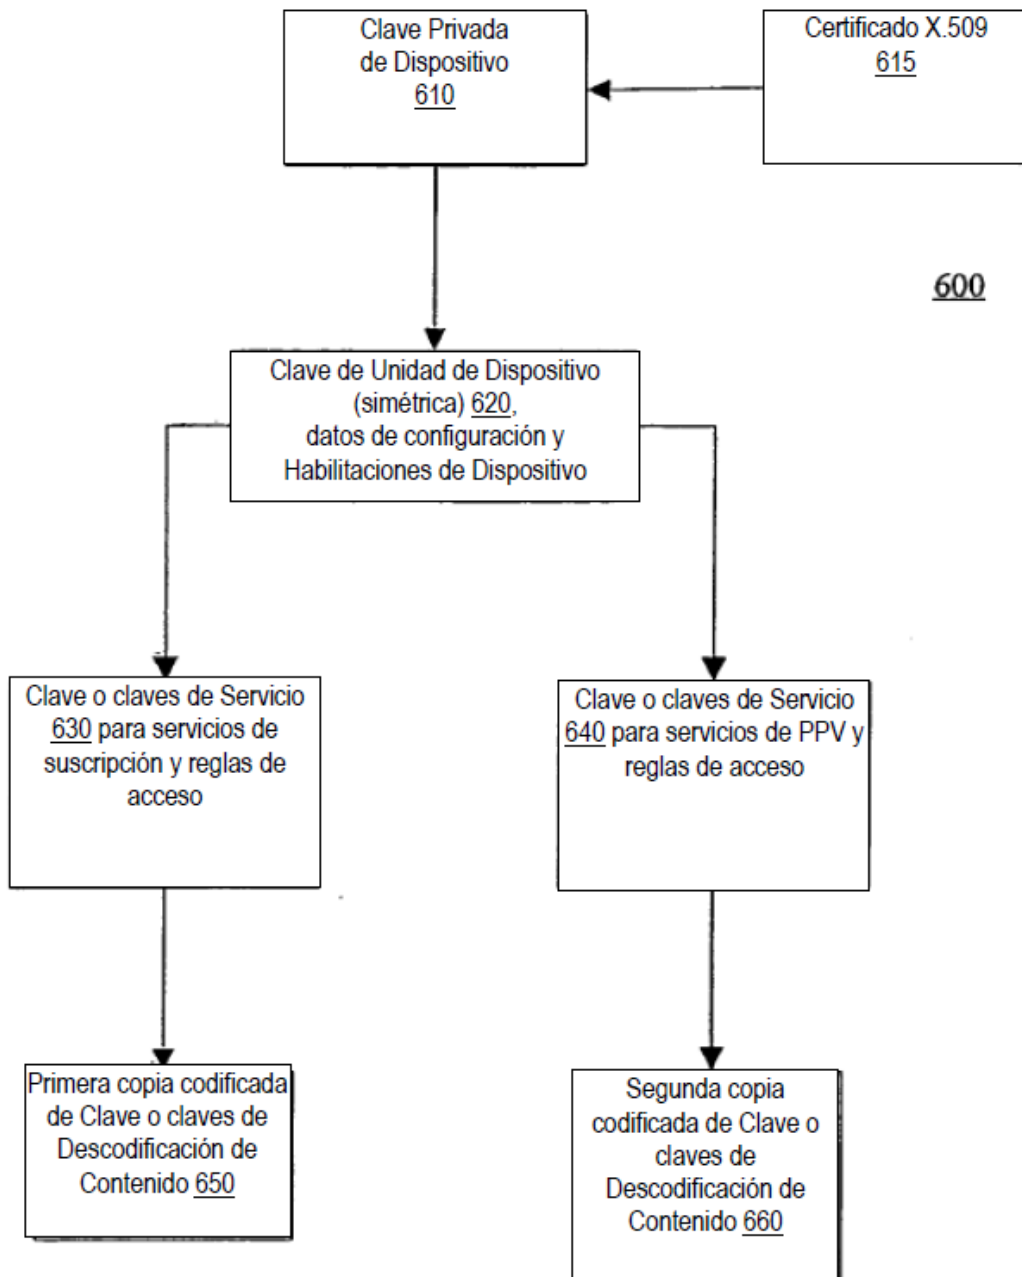 Clave Privada
de Dispositivo
610
Certificado X.509
615
600
Clave de Unidad de Dispositivo
(simétrica) 620,
datos de configuración y
Habilitaciones de Dispositivo
Clave o claves de Servicio
630 para servicios de
suscripción y reglas de
acceso
Clave o claves de Servicio
640 para servicios de PPV y
reglas de acceso
Primera copia codificada
de Clave o claves de
Descodificación de
Contenido 650
Segunda copia
codificada de Clave o
claves de
Descodificación de
Contenido 660